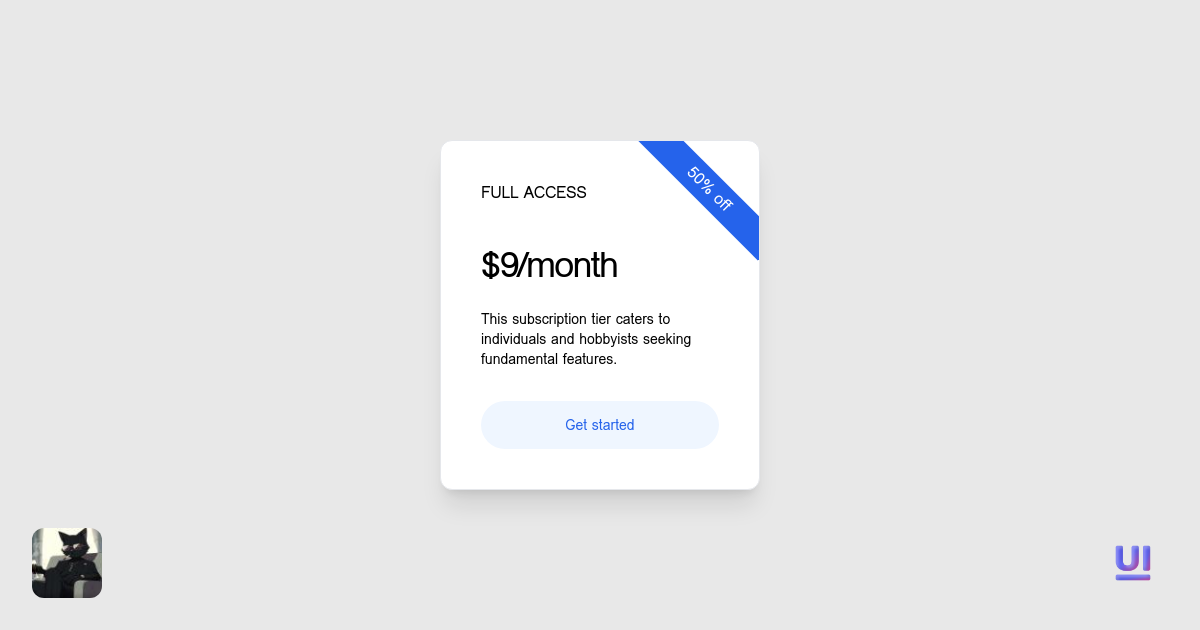 FULL ACCESS
50% off
$9/month
This subscription tier caters to
individuals and hobbyists seeking
fundamental features.
Get started
UI